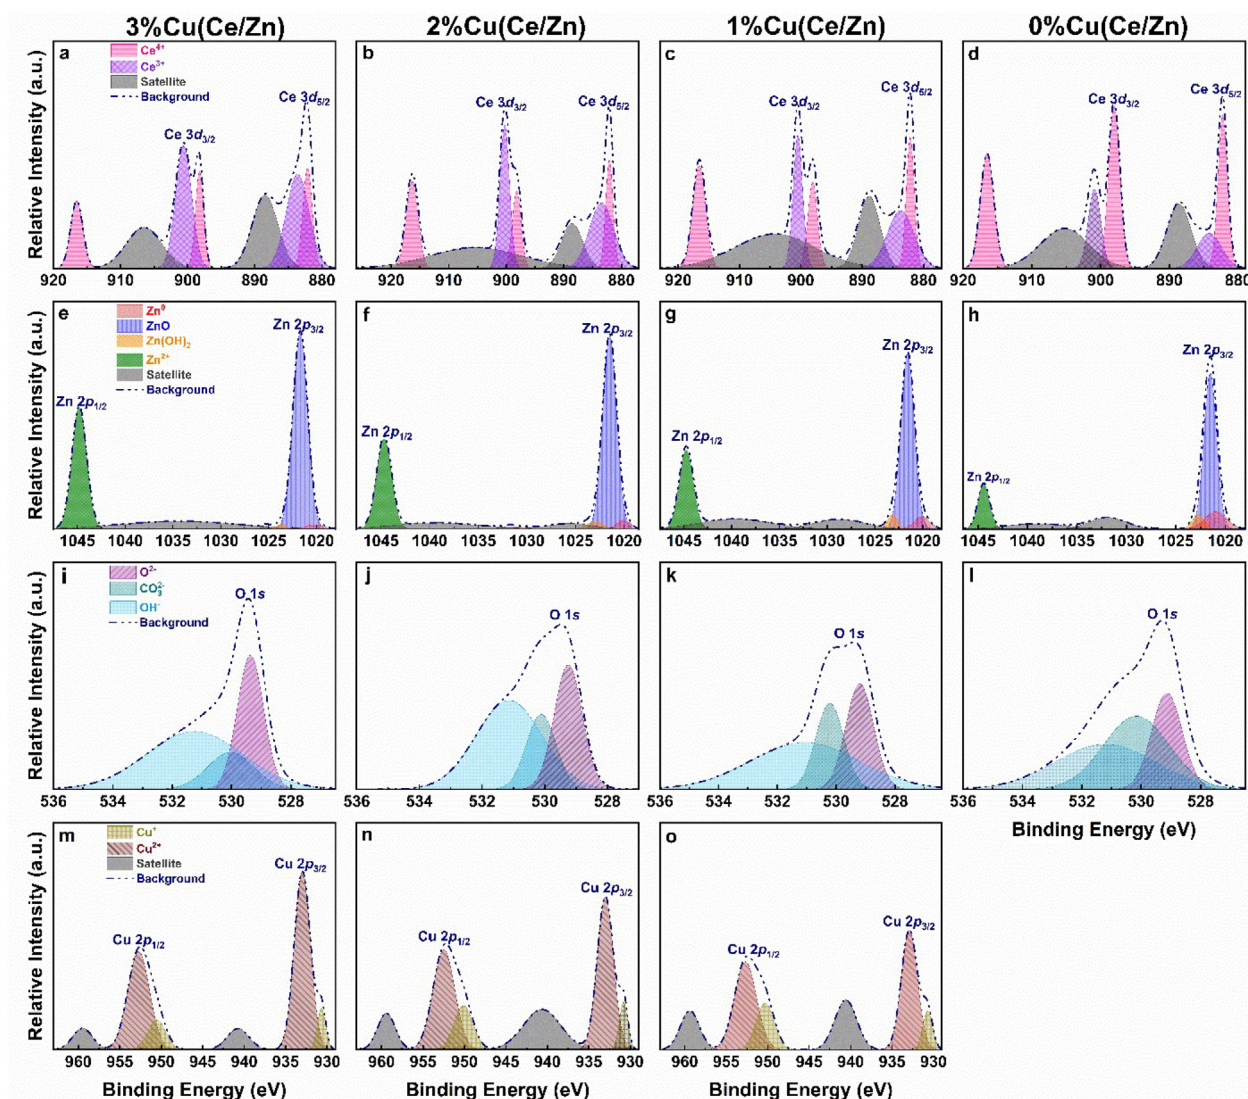 3%Cu(Ce/Zn) 2%Cu(Ce/Zn) 1%Cu(Ce/Zn) 0%Cu(Ce/Zn)
Relative Intensity (a.u.)
a
Ce⁴⁺
Ce³⁺
Satellite
Background
Ce 3d₃/₂
Ce 3d₅/₂
920 910 900 890 880
b
Ce 3d₃/₂
Ce 3d₅/₂
920 910 900 890 880
c
Ce 3d₃/₂
Ce 3d₅/₂
920 910 900 890 880
d
Ce 3d₃/₂
Ce 3d₅/₂
920 910 900 890 880
Relative Intensity (a.u.)
e
Zn⁰
ZnO
Zn(OH)₂
Zn²⁺
Satellite
Background
Zn 2p₁/₂
Zn 2p₃/₂
1045 1040 1035 1030 1025 1020
f
Zn 2p₁/₂
Zn 2p₃/₂
1045 1040 1035 1030 1025 1020
g
Zn 2p₁/₂
Zn 2p₃/₂
1045 1040 1035 1030 1025 1020
h
Zn 2p₁/₂
Zn 2p₃/₂
1045 1040 1035 1030 1025 1020
Relative Intensity (a.u.)
i
O²⁻
CO₃²⁻
OH⁻
Background
O 1s
536 534 532 530 528
j
O 1s
536 534 532 530 528
k
O 1s
536 534 532 530 528
l
O 1s
536 534 532 530 528
Binding Energy (eV)
Relative Intensity (a.u.)
m
Cu⁺
Cu²⁺
Satellite
Background
Cu 2p₁/₂
Cu 2p₃/₂
960 955 950 945 940 935 930
Binding Energy (eV)
n
Cu 2p₁/₂
Cu 2p₃/₂
960 955 950 945 940 935 930
Binding Energy (eV)
o
Cu 2p₁/₂
Cu 2p₃/₂
960 955 950 945 940 935 930
Binding Energy (eV)